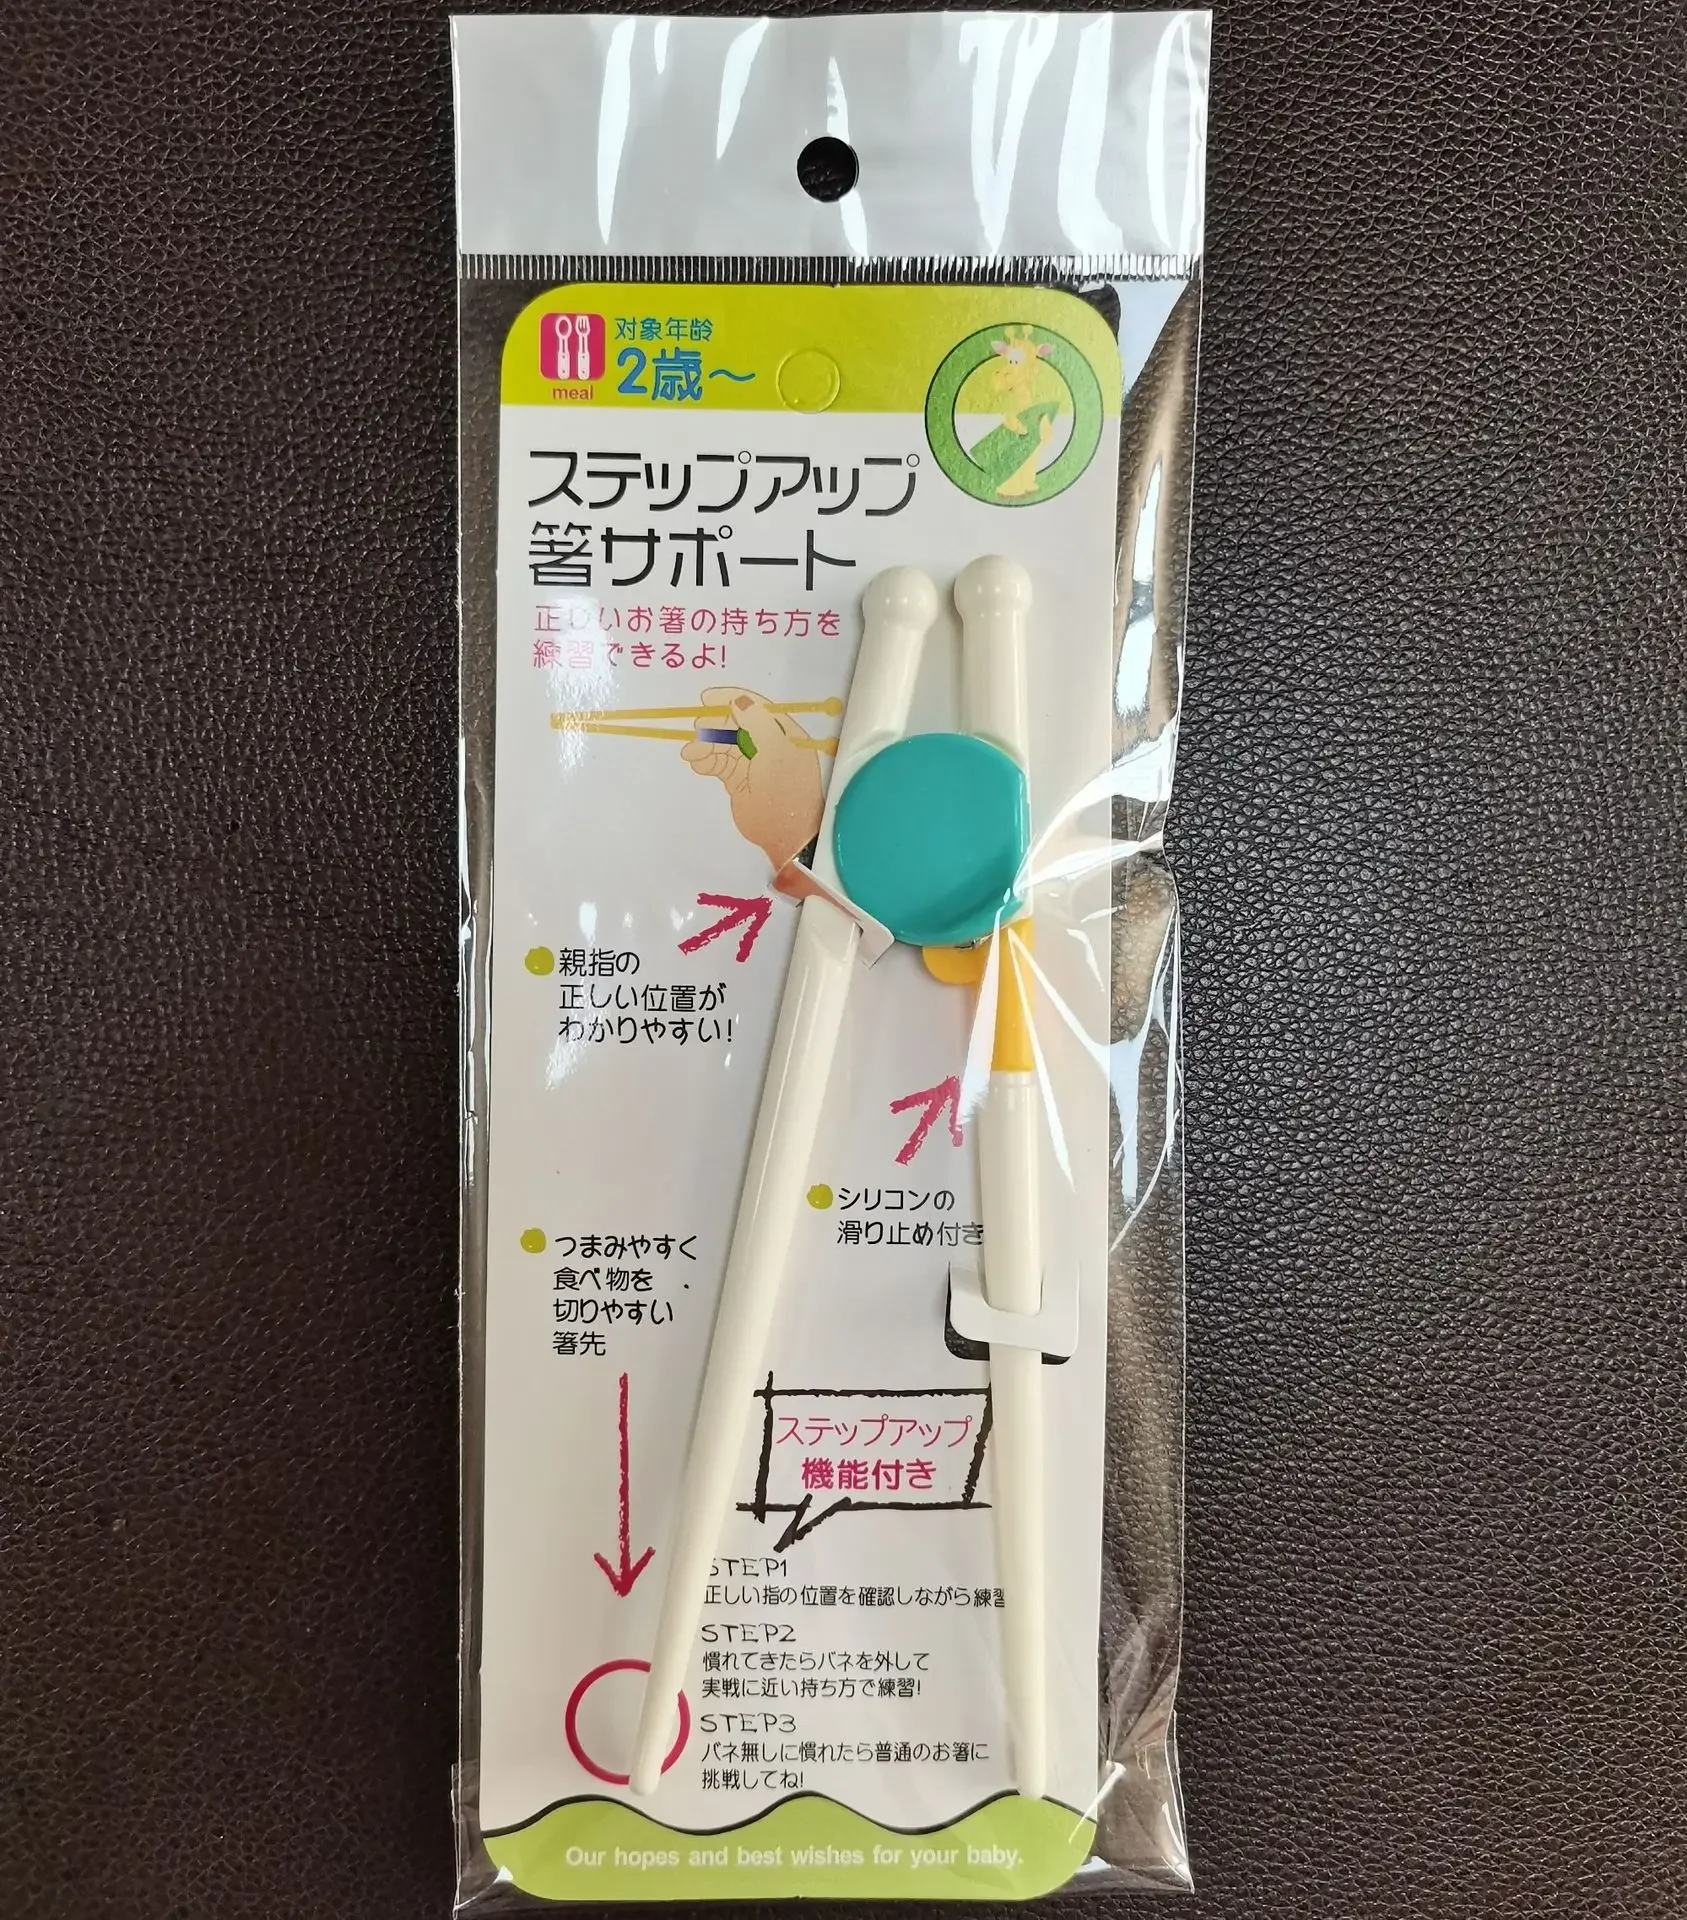 meal
对象年齢
2歳～
ステップアップ
箸サポート
正しいお箸の持ち方を
練習できるよ!
親指の
正しい位置が
わかりやすい!
シリコンの
滑り止め付き
つまみやすく
食べ物を
切りやすい
箸先
ステップアップ
機能付き
STEP1
正しい指の位置を確認しながら練習
STEP2
慣れてきたらバネを外して
実戦に近い持ち方で練習!
STEP3
バネ無しに慣れたら普通のお箸に
挑戦してね!
Our hopes and best wishes for your baby.